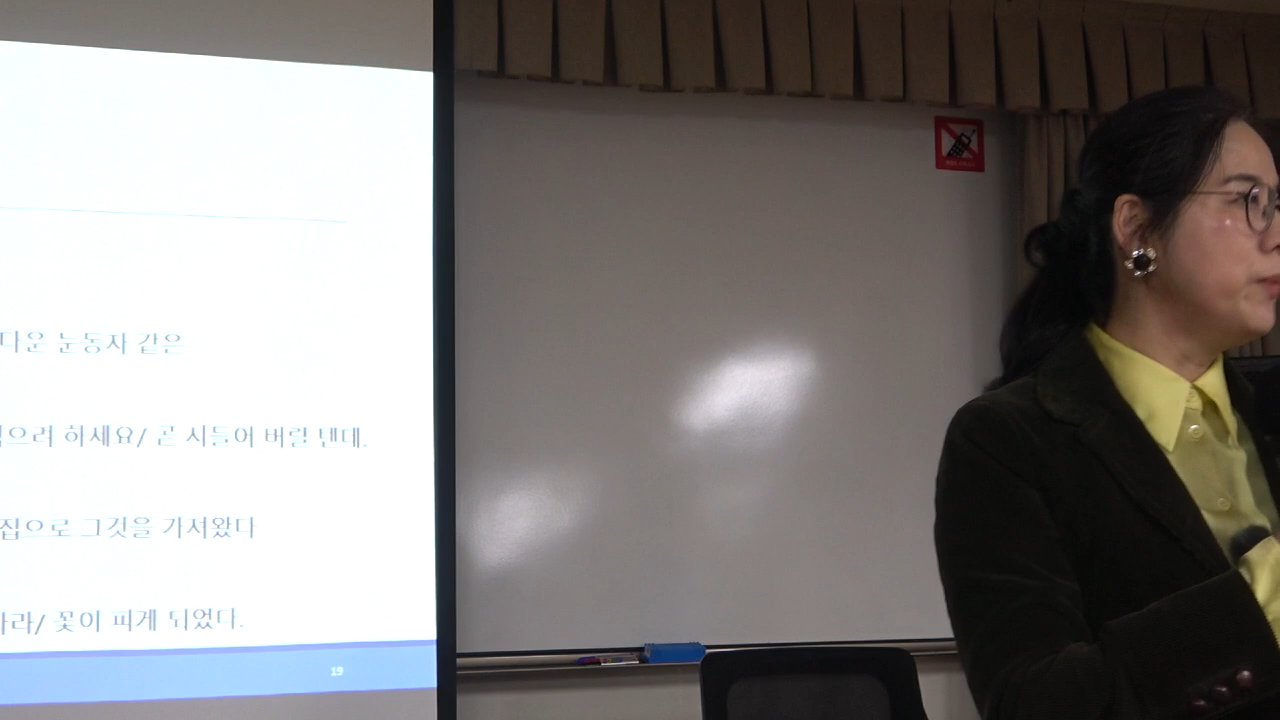 다운 눈동자 같은
으려 하세요/ 곧 시들어 버릴 텐데.
집으로 그것을 가져왔다
라/ 꽃이 피게 되었다.
19